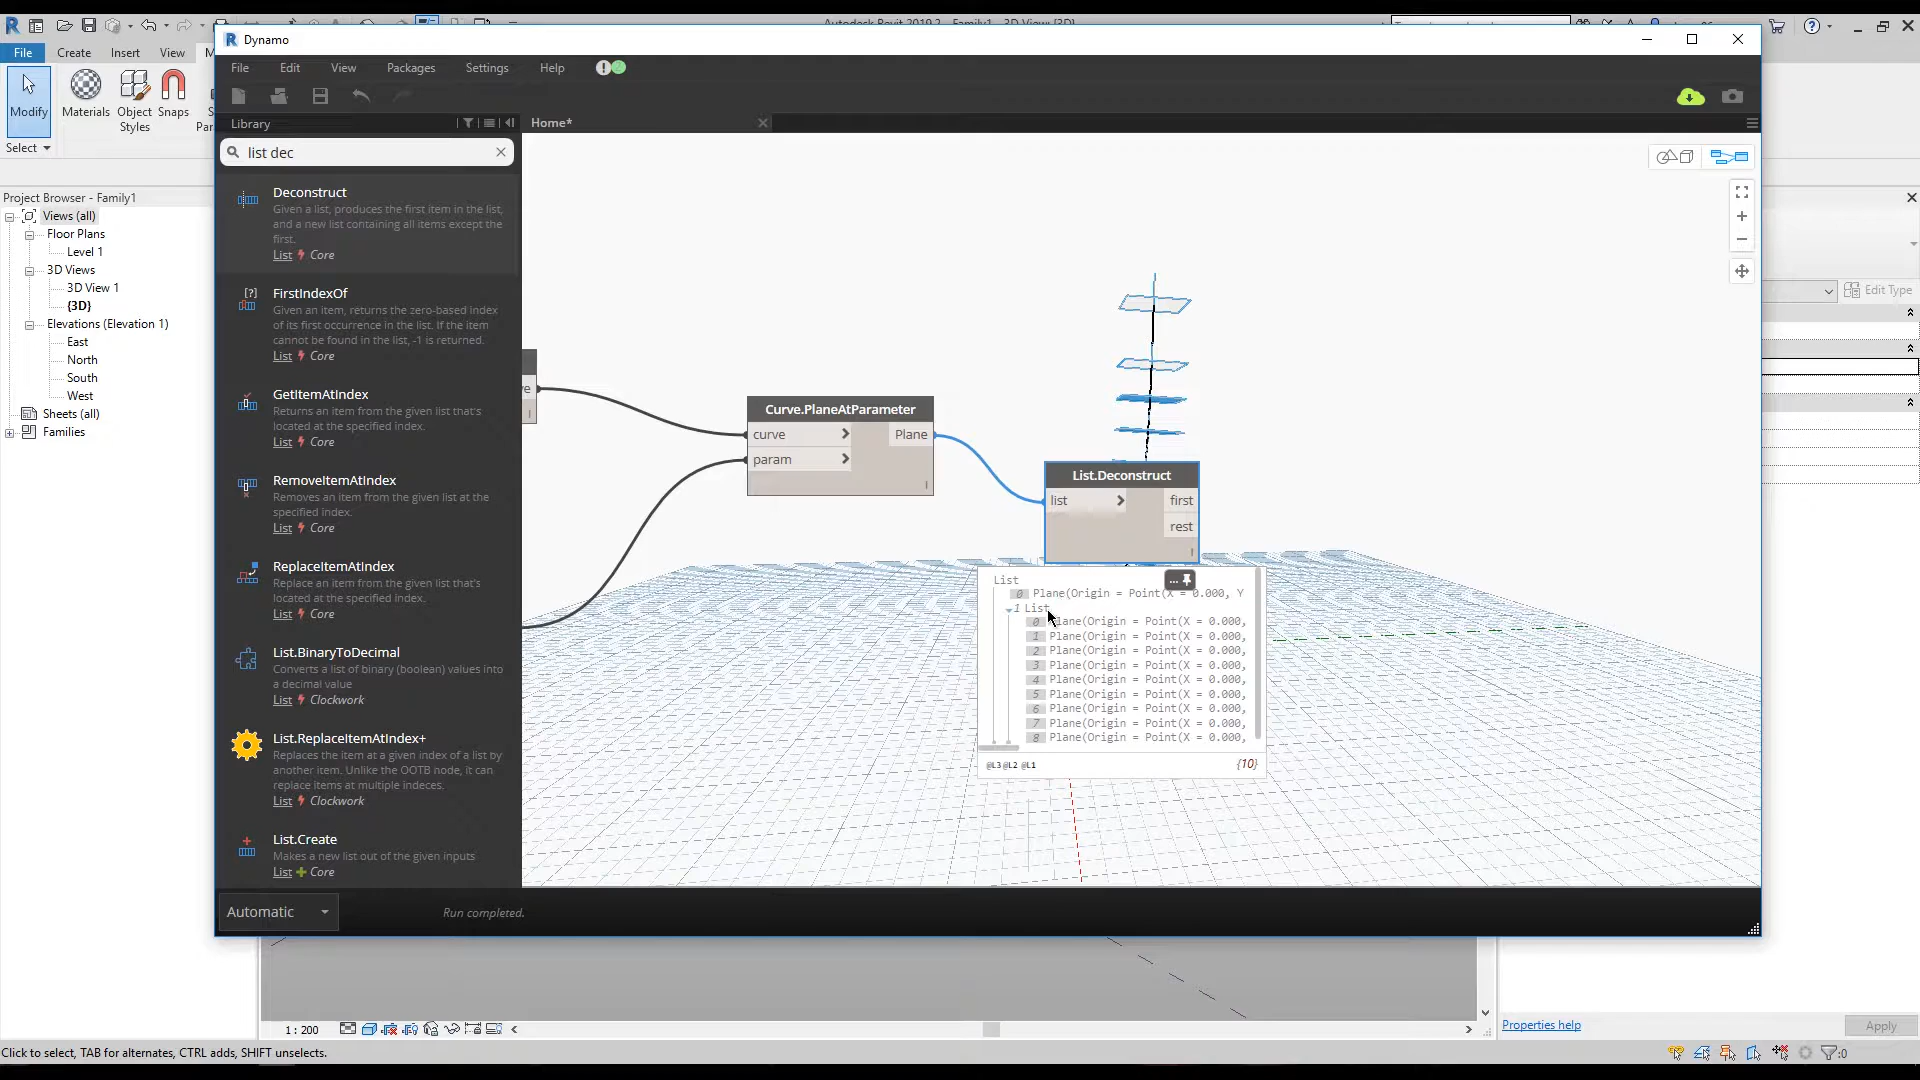 Autodesk Revit 2019.2 - Family1 - 3D View: {3D}
File
Create
Insert
View
Modify
Materials
Object
Styles
Snaps
Select
Project Browser - Family1
Views (all)
Floor Plans
Level 1
3D Views
3D View 1
{3D}
Elevations (Elevation 1)
East
North
South
West
Sheets (all)
Families
Dynamo
File Edit View Packages Settings Help
Library
Home*
list dec
Deconstruct
Given a list, produces the first item in the list,
and a new list containing all items except the
first.
List Core
FirstIndexOf
Given an item, returns the zero-based index
of its first occurrence in the list. If the item
cannot be found in the list, -1 is returned.
List Core
GetItemAtIndex
Returns an item from the given list that's
located at the specified index.
List Core
RemoveItemAtIndex
Removes an item from the given list at the
specified index.
List Core
ReplaceItemAtIndex
Replace an item from the given list that's
located at the specified index
List Core
List.BinaryToDecimal
Converts a list of binary (boolean) values into
a decimal value
List Clockwork
List.ReplaceItemAtIndex+
Replaces the item at a given index of a list by
another item. Unlike the OOTB node, it can
replace items at multiple indeces.
List Clockwork
List.Create
Makes a new list out of the given inputs
List Core
Automatic
Run completed.
Curve.PlaneAtParameter
curve > Plane
param >
List.Deconstruct
list > first
rest
List
0 Plane(Origin = Point(X = 0.000, Y
1 List
0 Plane(Origin = Point(X = 0.000,
1 Plane(Origin = Point(X = 0.000,
2 Plane(Origin = Point(X = 0.000,
3 Plane(Origin = Point(X = 0.000,
4 Plane(Origin = Point(X = 0.000,
5 Plane(Origin = Point(X = 0.000,
6 Plane(Origin = Point(X = 0.000,
7 Plane(Origin = Point(X = 0.000,
8 Plane(Origin = Point(X = 0.000,
@L3 @L2 @L1 {10}
Edit Type
Properties help
Apply
1 : 200
Click to select, TAB for alternates, CTRL adds, SHIFT unselects.
:0